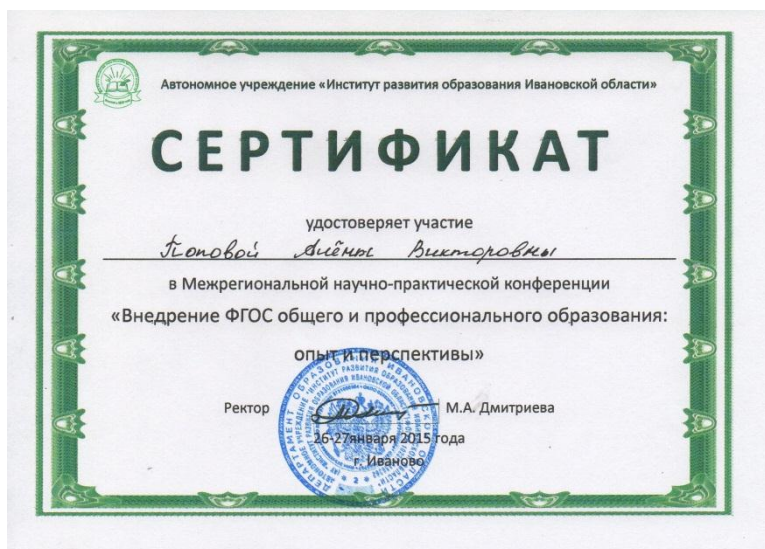 Автономное учреждение «Институт развития образования Ивановской области»
СЕРТИФИКАТ
удостоверяет участие
Поповой Алёны Викторовны
в Межрегиональной научно-практической конференции
«Внедрение ФГОС общего и профессионального образования:
опыт и перспективы»
Ректор М.А. Дмитриева
26-27января 2015 года
г. Иваново